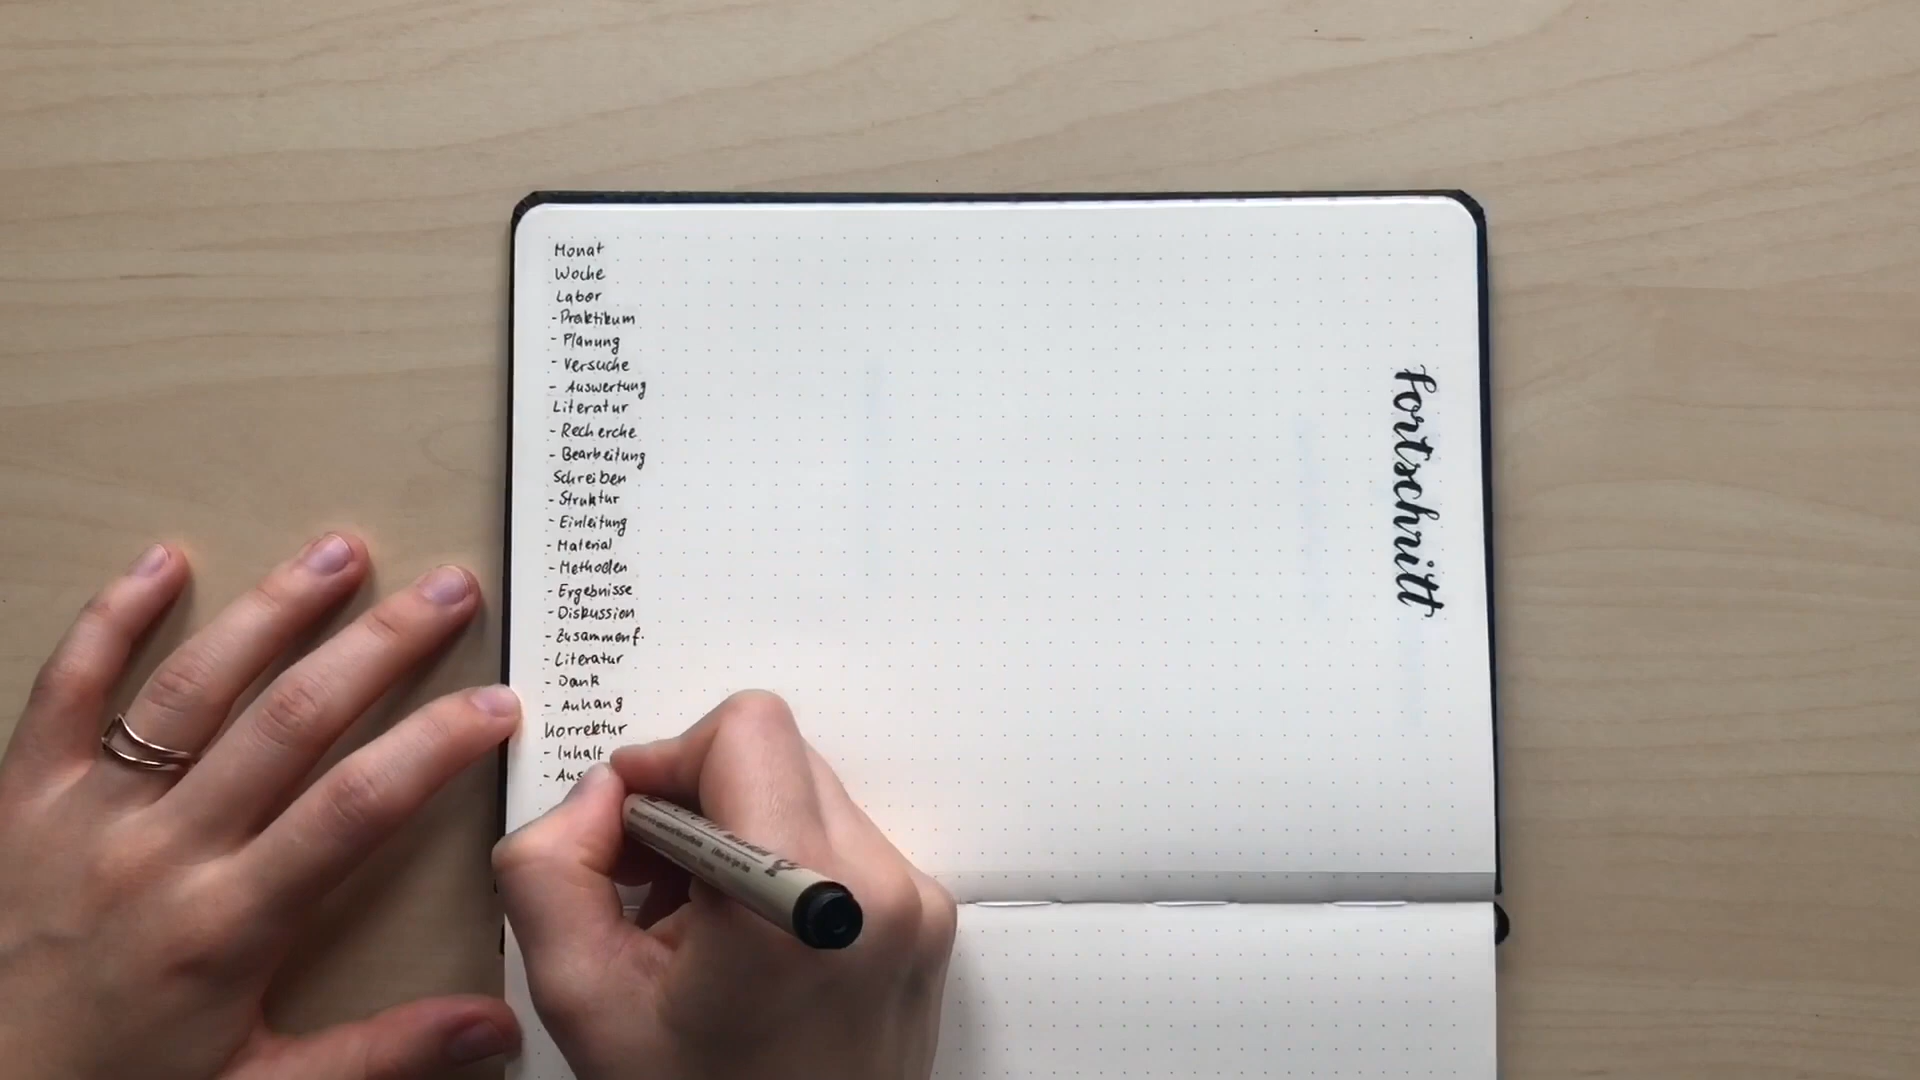 Monat
Woche
Labor
- Praktikum
- Planung
- Versuche
- Auswertung
Literatur
- Recherche
- Bearbeitung
Schreiben
- Struktur
- Einleitung
- Material
- Methoden
- Ergebnisse
- Diskussion
- Zusammenf.
- Literatur
- Dank
- Anhang
Korrektur
- Inhalt
- Aus
Fortschritt